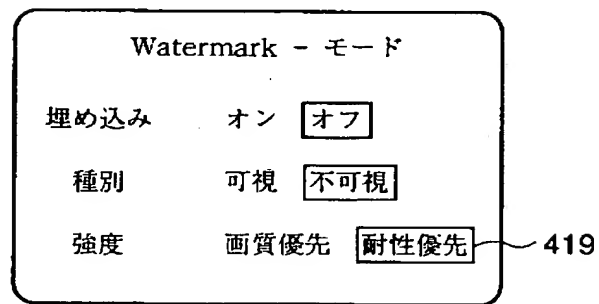 Watermark - モード
埋め込み オン オフ
種別 可視 不可視
強度 画質優先 耐性優先 419